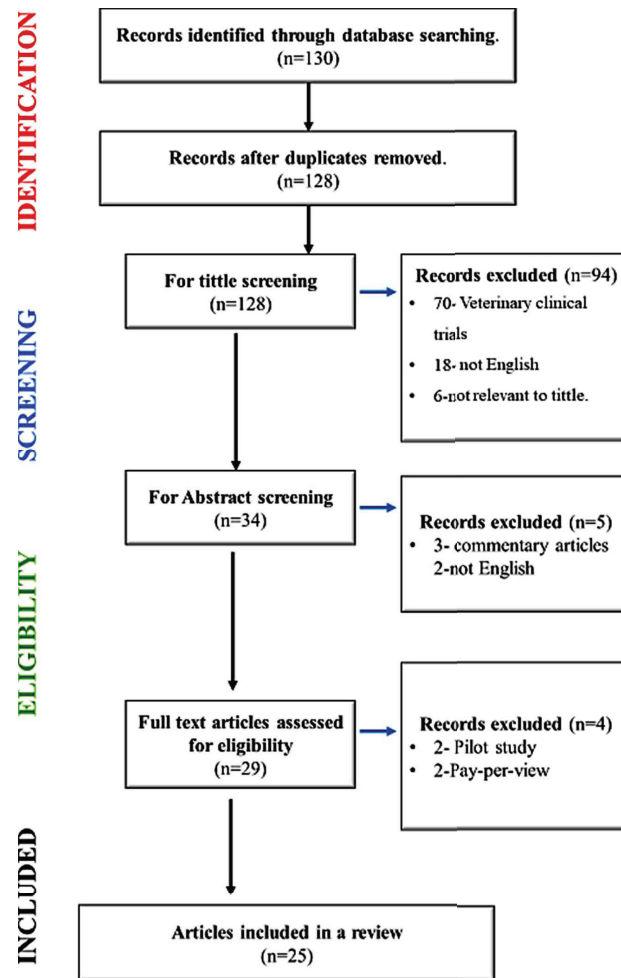 IDENTIFICATION
Records identified through database searching.
(n=130)
Records after duplicates removed.
(n=128)
SCREENING
For tittle screening
(n=128)
Records excluded (n=94)
• 70- Veterinary clinical
trials
• 18- not English
• 6-not relevant to tittle.
For Abstract screening
(n=34)
Records excluded (n=5)
• 3- commentary articles
2-not English
ELIGIBILITY
Full text articles assessed
for eligibility
(n=29)
Records excluded (n=4)
• 2- Pilot study
• 2-Pay-per-view
INCLUDED
Articles included in a review
(n=25)